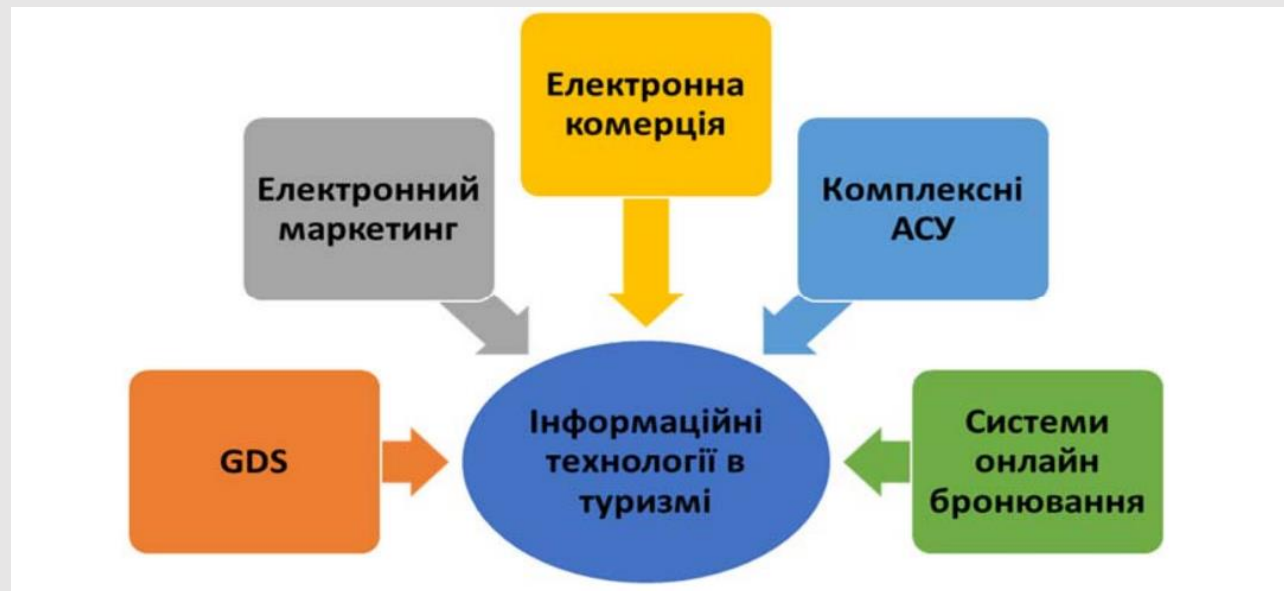 Електронна
комерція
Електронний
маркетинг
Комплексні
АСУ
GDS
Інформаційні
технології в
туризмі
Системи
онлайн
бронювання